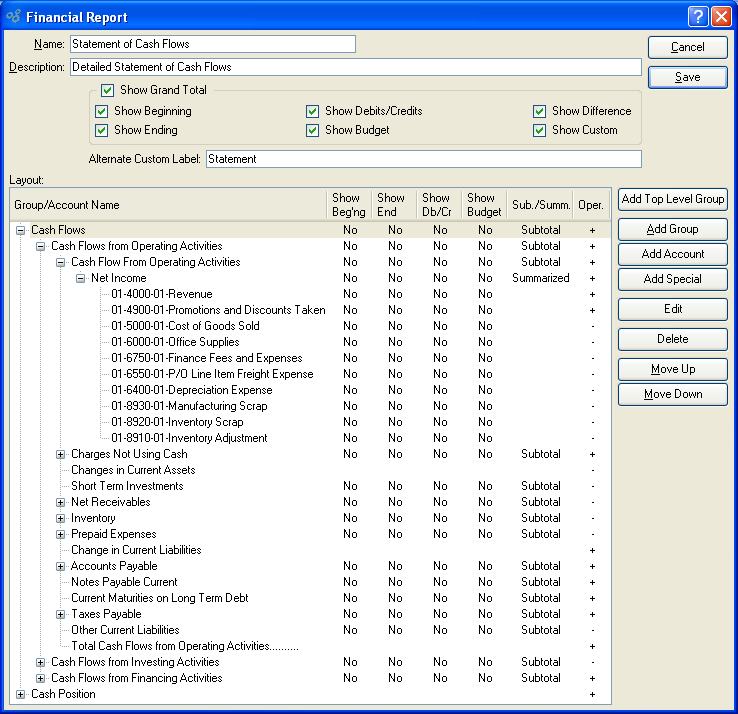 Financial Report
Name: Statement of Cash Flows
Cancel
Description: Detailed Statement of Cash Flows
Save
Show Grand Total
Show Beginning Show Debits/Credits Show Difference
Show Ending Show Budget Show Custom
Alternate Custom Label: Statement
Layout:
Group/Account Name Show Beg'ng Show End Show Db/Cr Show Budget Sub./Summ. Oper.
Cash Flows No No No No Subtotal +
Cash Flows from Operating Activities No No No No Subtotal +
Cash Flow From Operating Activities No No No No Subtotal +
Net Income No No No No Summarized +
01-4000-01-Revenue No No No No +
01-4900-01-Promotions and Discounts Taken No No No No +
01-5000-01-Cost of Goods Sold No No No No -
01-6000-01-Office Supplies No No No No -
01-6750-01-Finance Fees and Expenses No No No No -
01-6550-01-P/O Line Item Freight Expense No No No No -
01-6400-01-Depreciation Expense No No No No -
01-8930-01-Manufacturing Scrap No No No No -
01-8920-01-Inventory Scrap No No No No -
01-8910-01-Inventory Adjustment No No No No -
Charges Not Using Cash No No No No Subtotal +
Changes in Current Assets -
Short Term Investments No No No No Subtotal -
Net Receivables No No No No Subtotal -
Inventory No No No No Subtotal -
Prepaid Expenses No No No No Subtotal -
Change in Current Liabilities +
Accounts Payable No No No No Subtotal +
Notes Payable Current No No No No Subtotal +
Current Maturities on Long Term Debt No No No No Subtotal +
Taxes Payable No No No No Subtotal +
Other Current Liabilities No No No No Subtotal -
Total Cash Flows from Operating Activities......... +
Cash Flows from Investing Activities No No No No Subtotal -
Cash Flows from Financing Activities No No No No Subtotal +
Cash Position +
Add Top Level Group
Add Group
Add Account
Add Special
Edit
Delete
Move Up
Move Down